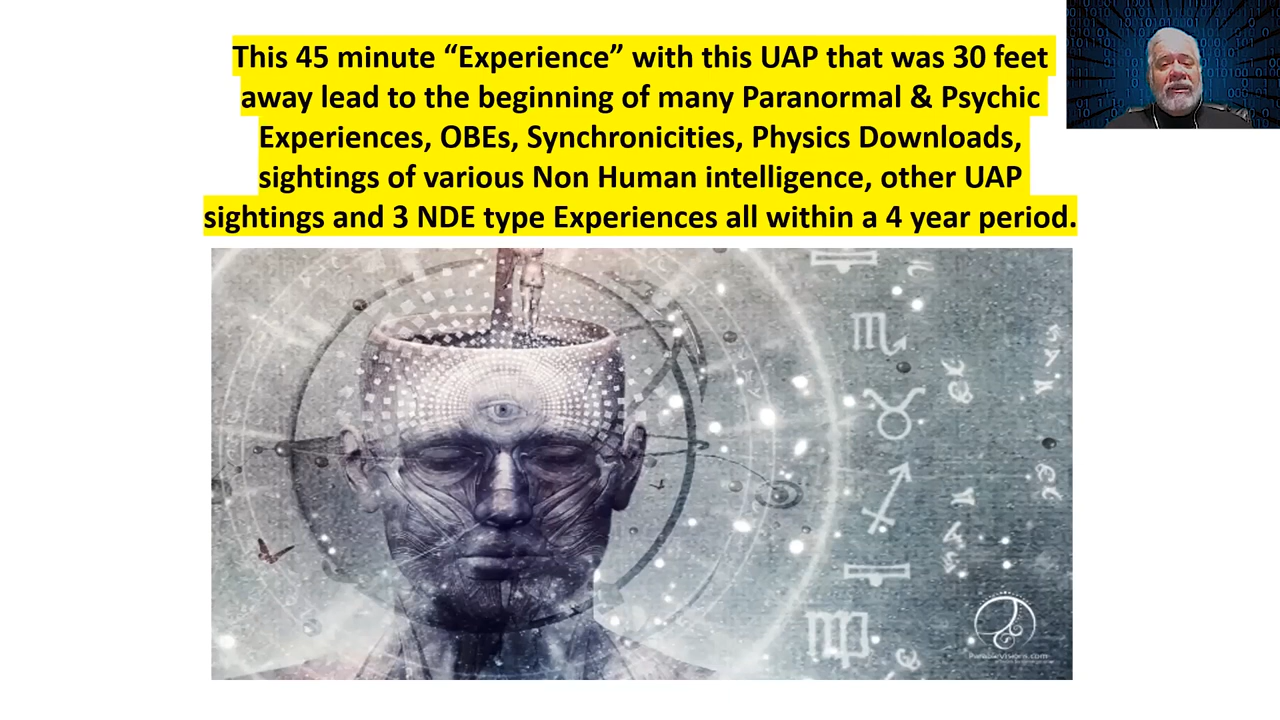 This 45 minute “Experience” with this UAP that was 30 feet
away lead to the beginning of many Paranormal & Psychic
Experiences, OBEs, Synchronicities, Physics Downloads,
sightings of various Non Human intelligence, other UAP
sightings and 3 NDE type Experiences all within a 4 year period.